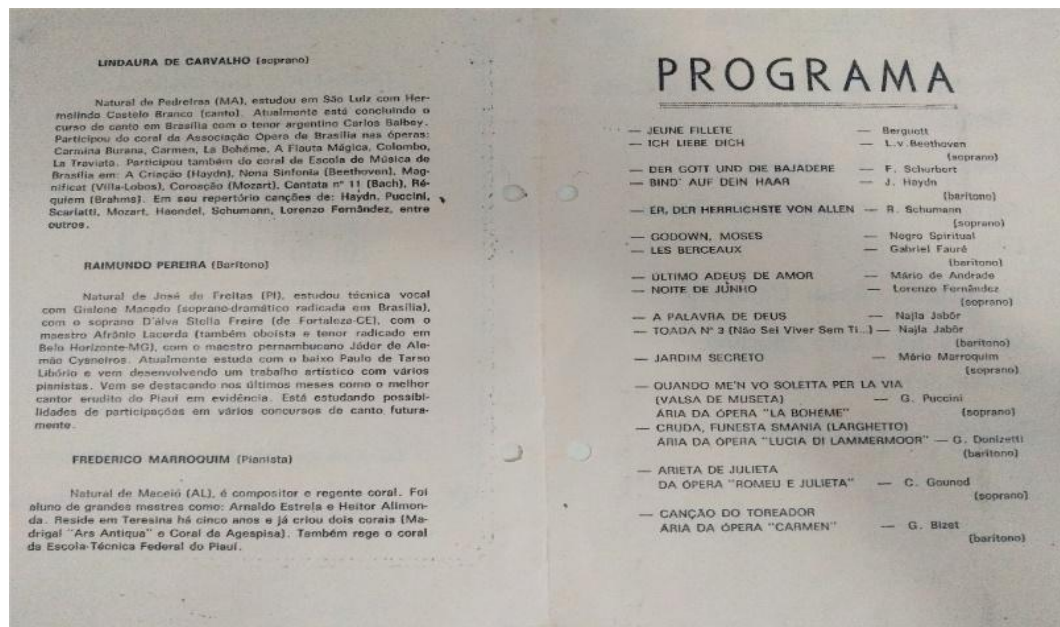 LINDAURA DE CARVALHO (soprano)
Natural de Pedreiras (MA), estudou em São Luiz com Her-
melindo Castelo Branco (canto). Atualmente está concluindo o
curso de canto em Brasília com o tenor argentino Carlos Balboy.
Participou do coral da Associação Opera de Brasília nas óperas:
Carmina Burana, Carmen, La Bohême, A Flauta Mágica, Colombo,
La Traviata. Participou também do coral da Escola de Música de
Brasília em: A Criação (Haydn), Nona Sinfonia (Beethoven), Mag-
nificat (Villa-Lobos), Coroação (Mozart), Cantata nº 11 (Bach), Ré-
quiem (Brahms). Em seu repertório canções de: Haydn, Puccini,
Scarlatti, Mozart, Haendel, Schumann, Lorenzo Fernândez, entre
outros.
RAIMUNDO PEREIRA (Barítono)
Natural de José de Freitas (PI), estudou técnica vocal
com Gislene Macedo (soprano-dramático radicada em Brasília),
com o soprano D'álva Stella Freire (de Fortaleza-CE), com o
maestro Afrânio Lacerda (também oboísta e tenor radicado em
Belo Horizonte-MG), com o maestro pernambucano Jáder de Ale-
mão Cysneiros. Atualmente estuda com o baixo Paulo de Tarso
Libório e vem desenvolvendo um trabalho artístico com vários
pianistas. Vem se destacando nos últimos meses como o melhor
cantor erudito do Piauí em evidência. Está estudando possibi-
lidades de participações em vários concursos de canto futura-
mente.
FREDERICO MARROQUIM (Pianista)
Natural de Maceió (AL), é compositor e regente coral. Foi
aluno de grandes mestres como: Arnaldo Estrela e Heitor Alimon-
da. Reside em Teresina há cinco anos e já criou dois corais (Ma-
drigal "Ars Antiqua" e Coral da Agespisa). Também rege o coral
da Escola-Técnica Federal do Piauí.
PROGRAMA
— JEUNE FILLETE — Berguott
— ICH LIEBE DICH — L.v.Beethoven
(soprano)
— DER GOTT UND DIE BAJADERE — F. Schurbert
— BIND' AUF DEIN HAAR — J. Haydn
(barítono)
— ER, DER HERRLICHSTE VON ALLEN — R. Schumann
(soprano)
— GODOWN, MOSES — Negro Spiritual
— LES BERCEAUX — Gabriel Fauré
(barítono)
— ÚLTIMO ADEUS DE AMOR — Mário de Andrade
— NOITE DE JUNHO — Lorenzo Fernândez
(soprano)
— A PALAVRA DE DEUS — Najla Jabôr
— TOADA Nº 3 (Não Sei Viver Sem Ti...) — Najla Jabôr
(barítono)
— JARDIM SECRETO — Mário Marroquim
(soprano)
— QUANDO ME'N VO SOLETTA PER LA VIA
(VALSA DE MUSETA) — G. Puccini
ÁRIA DA ÓPERA "LA BOHÊME" (soprano)
— CRUDA, FUNESTA SMANIA (LARGHETTO)
ÁRIA DA ÓPERA "LUCIA DI LAMMERMOOR" — G. Donizetti
(barítono)
— ARIETA DE JULIETA
DA ÓPERA "ROMEU E JULIETA" — C. Gounod
(soprano)
— CANÇÃO DO TOREADOR
ÁRIA DA ÓPERA "CARMEN" — G. Bizet
(barítono)